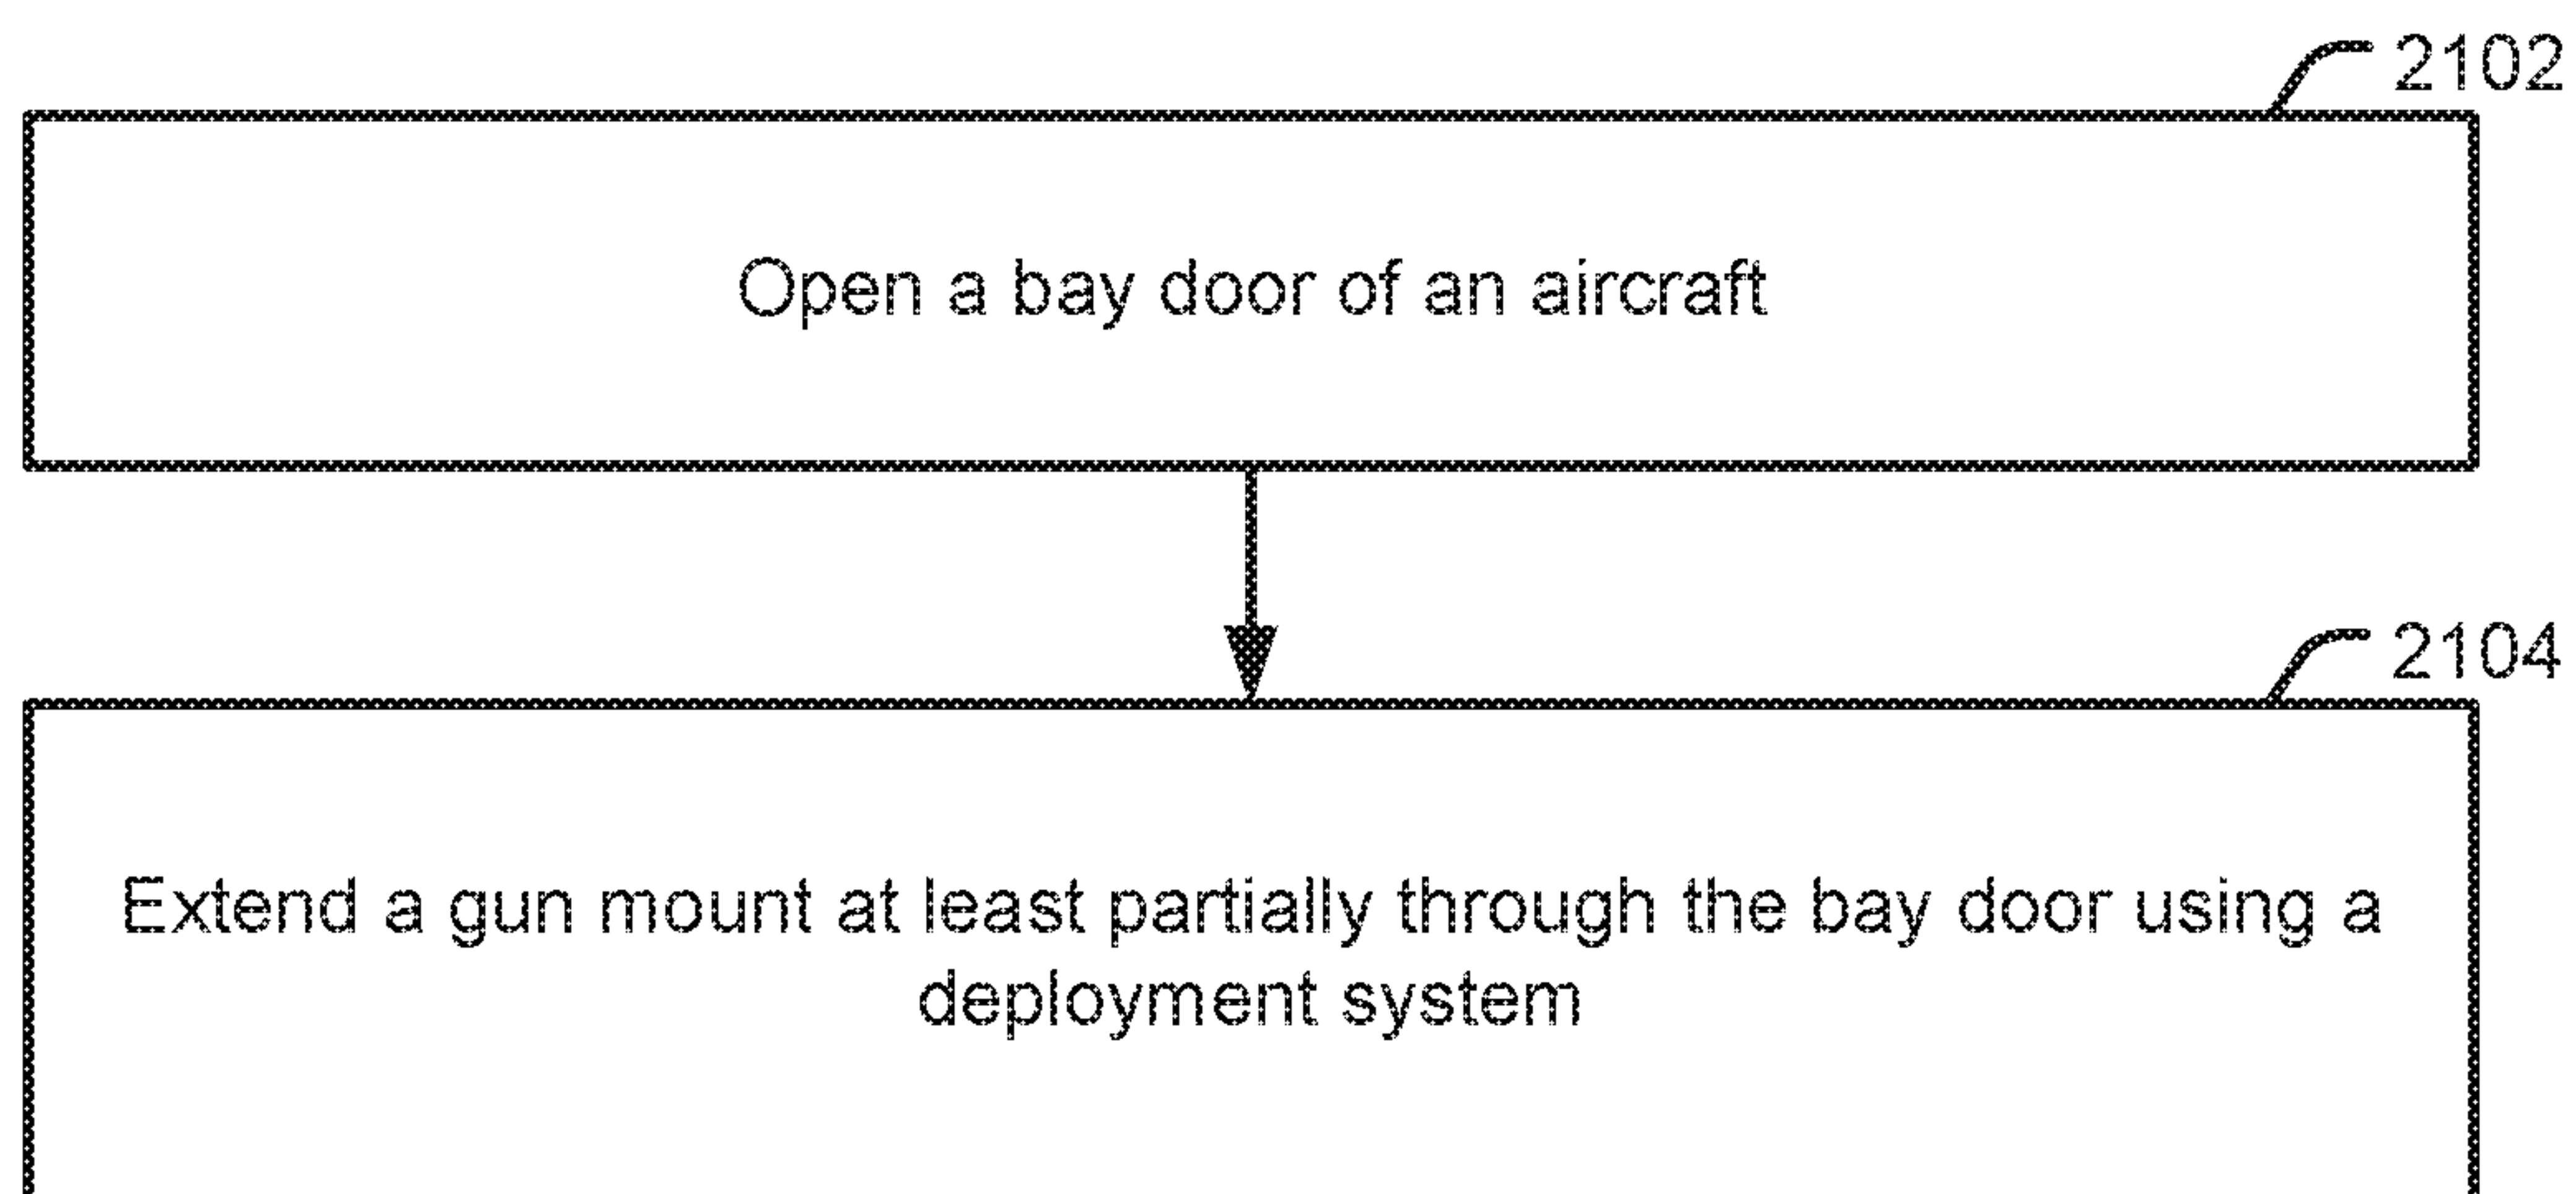 2102
Open a bay door of an aircraft
2104
Extend a gun mount at least partially through the bay door using a
deployment system